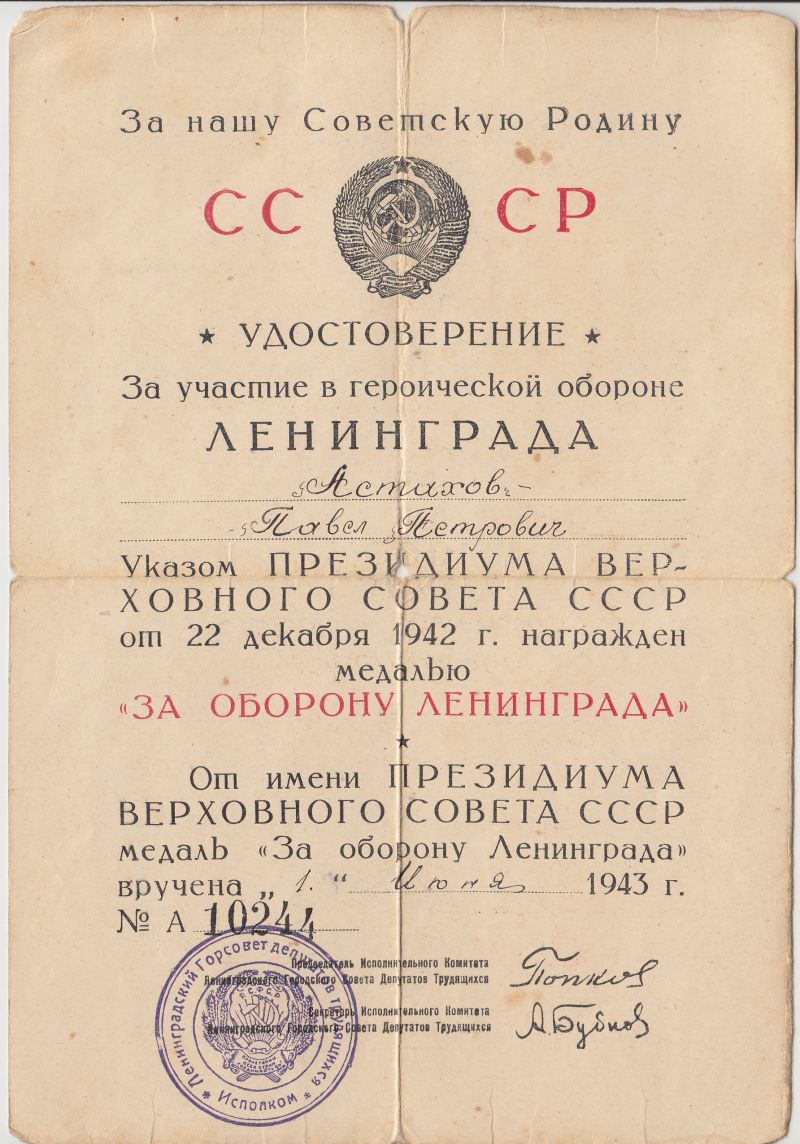 За нашу Советскую Родину
СССР
★ УДОСТОВЕРЕНИЕ ★
За участие в героической обороне
ЛЕНИНГРАДА
Астахов
Павел Петрович
Указом ПРЕЗИДИУМА ВЕР-
ХОВНОГО СОВЕТА СССР
от 22 декабря 1942 г. награжден
медалью
«ЗА ОБОРОНУ ЛЕНИНГРАДА»
★
От имени ПРЕЗИДИУМА
ВЕРХОВНОГО СОВЕТА СССР
медаль «За оборону Ленинграда»
вручена „ 1. “ Июня 1943 г.
№ А 10244
Председатель Исполнительного Комитета
Ленинградского Городского Совета Депутатов Трудящихся
Попков
Секретарь Исполнительного Комитета
Ленинградского Городского Совета Депутатов Трудящихся
А.Бубнов
Ленинградский Горсовет депутатов трудящихся
★ Исполком ★
РСФСР